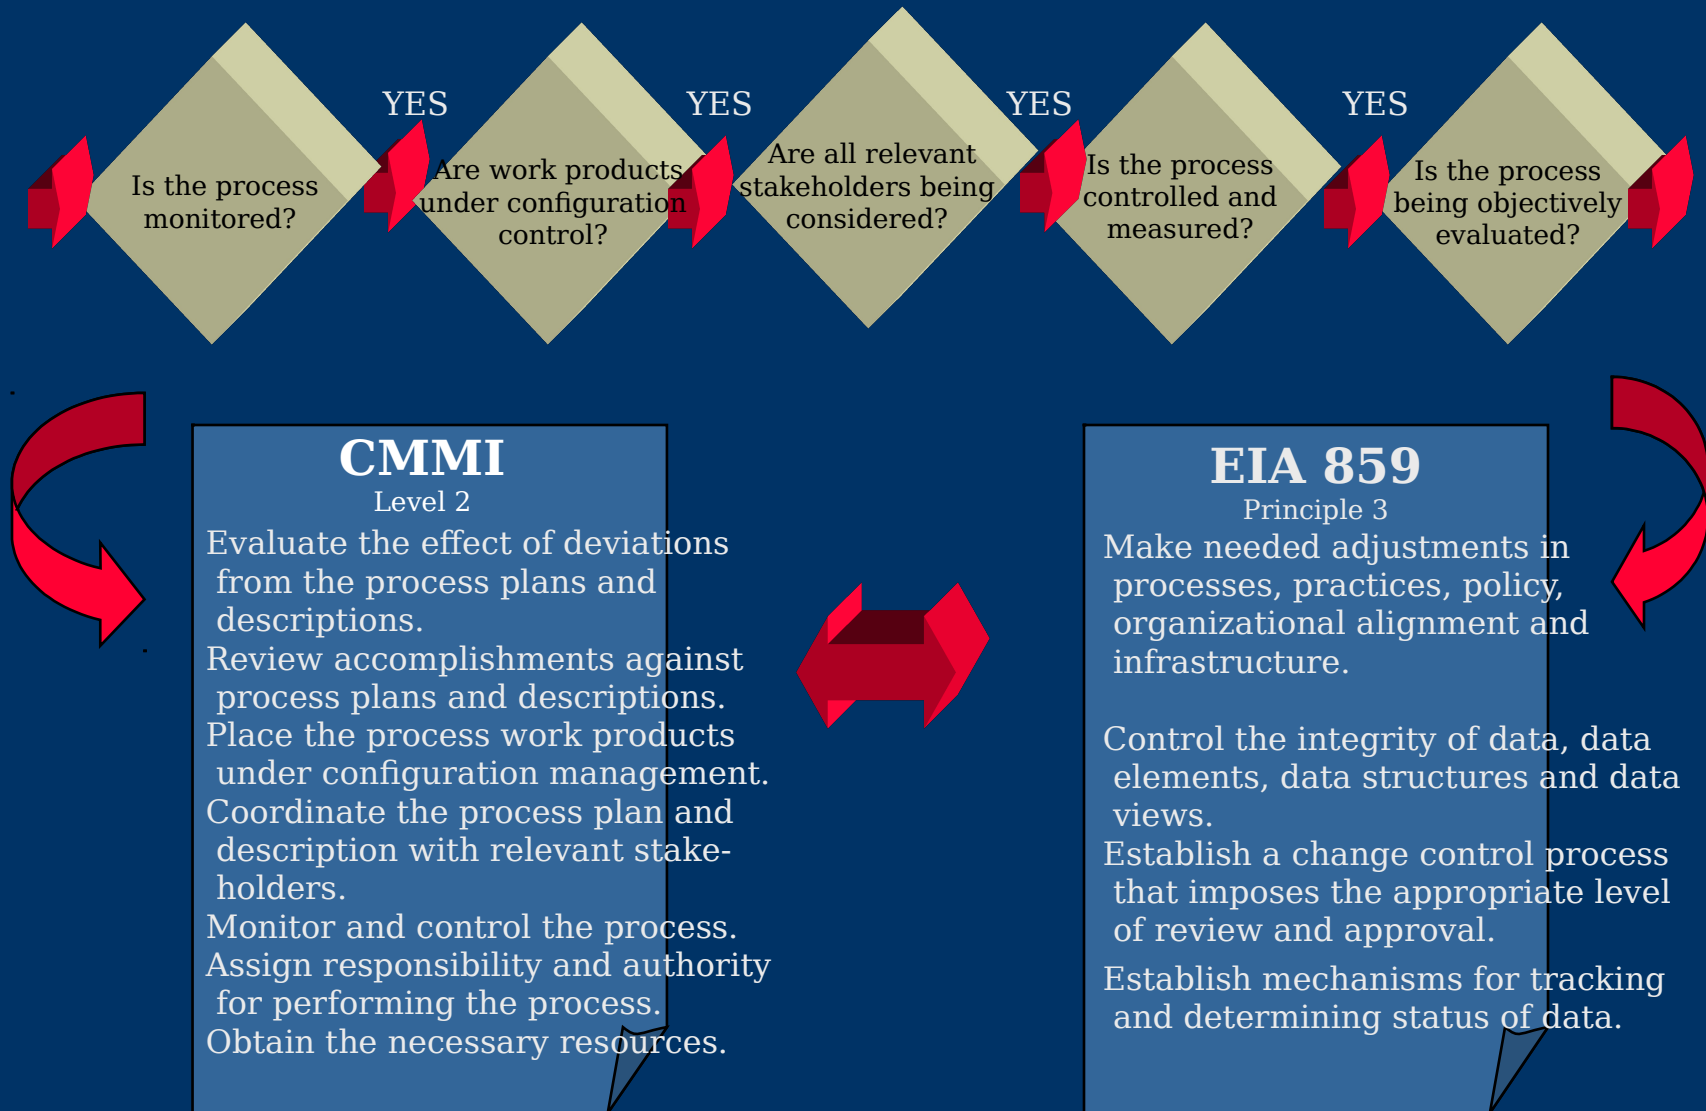 YES
YES
YES
YES
Is the process
monitored?
Are work products
under configuration
control?
Are all relevant
stakeholders being
considered?
Is the process
controlled and
measured?
Is the process
being objectively
evaluated?
CMMI
Level 2
Evaluate the effect of deviations
from the process plans and
descriptions.
Review accomplishments against
process plans and descriptions.
Place the process work products
under configuration management.
Coordinate the process plan and
description with relevant stake-
holders.
Monitor and control the process.
Assign responsibility and authority
for performing the process.
Obtain the necessary resources.
EIA 859
Principle 3
Make needed adjustments in
processes, practices, policy,
organizational alignment and
infrastructure.
Control the integrity of data, data
elements, data structures and data
views.
Establish a change control process
that imposes the appropriate level
of review and approval.
Establish mechanisms for tracking
and determining status of data.